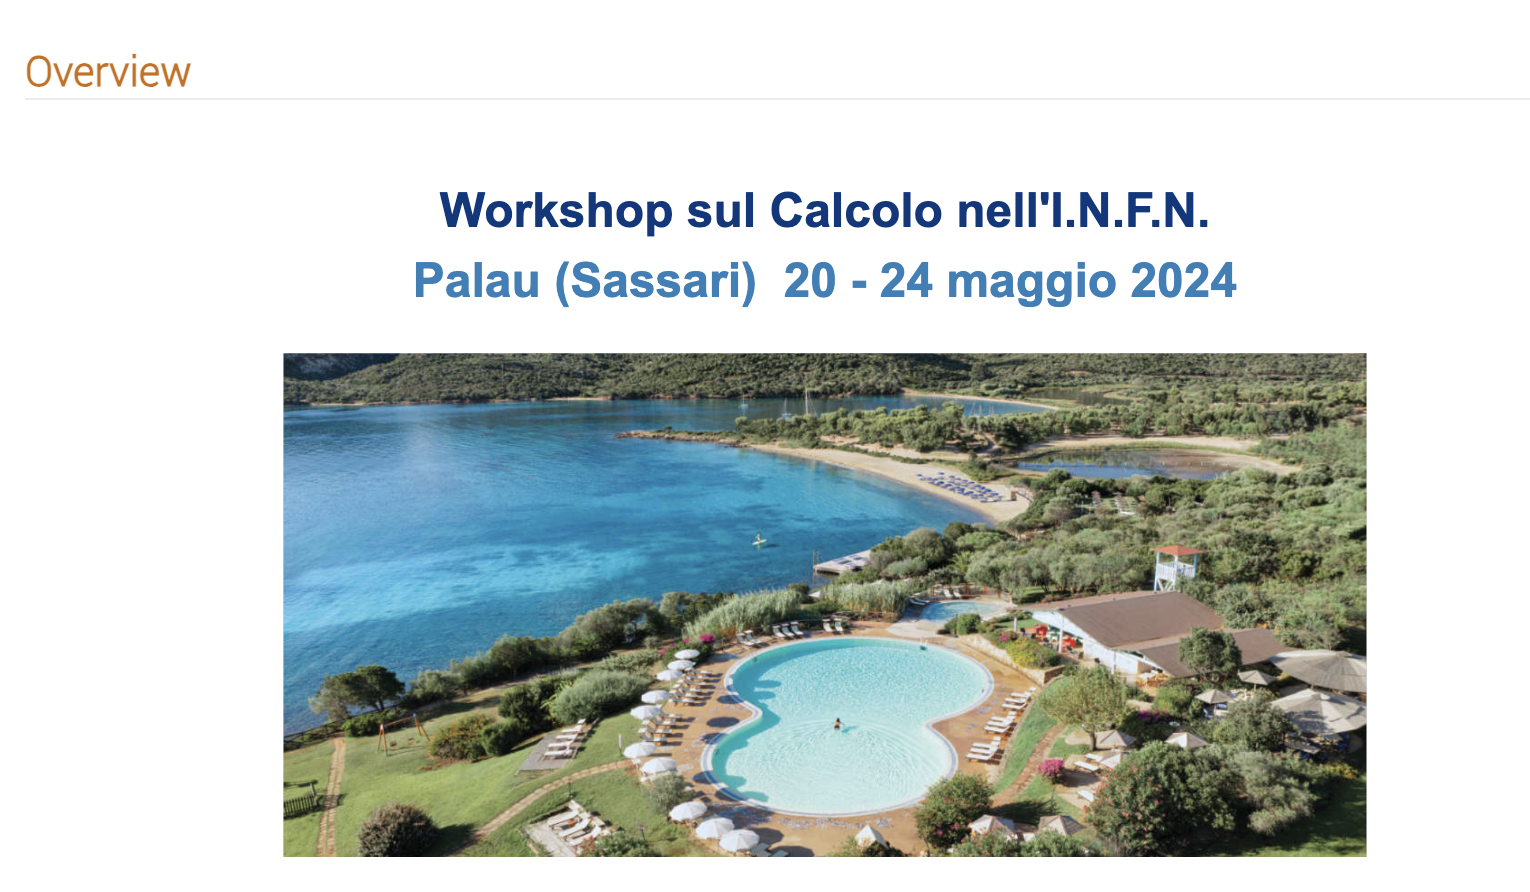 Overview
Workshop sul Calcolo nell'I.N.F.N.
Palau (Sassari)  20 - 24 maggio 2024